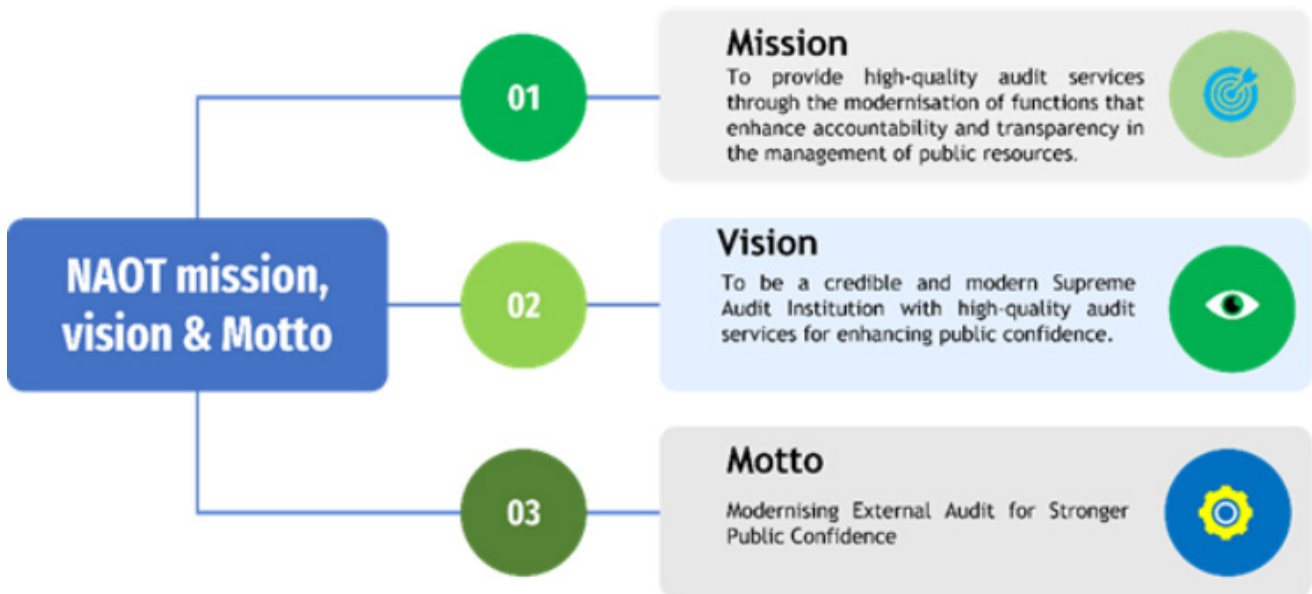 NAOT mission,
vision & Motto
01
Mission
To provide high-quality audit services
through the modernisation of functions that
enhance accountability and transparency in
the management of public resources.
02
Vision
To be a credible and modern Supreme
Audit Institution with high-quality audit
services for enhancing public confidence.
03
Motto
Modernising External Audit for Stronger
Public Confidence